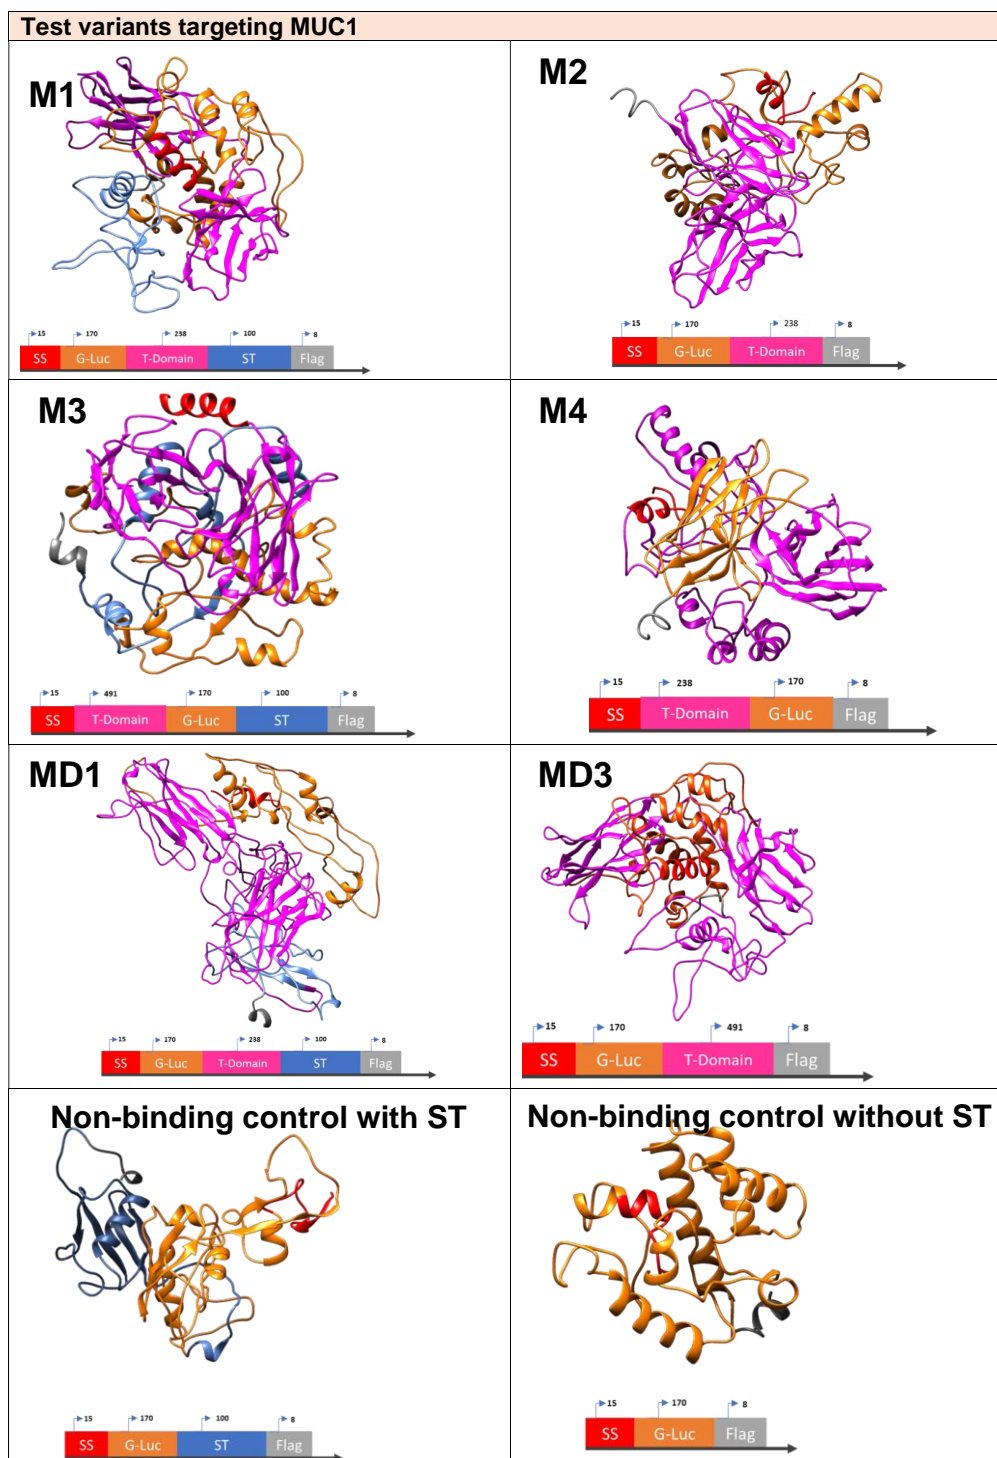 Test variants targeting MUC1
M1
15 170 238 100 8
SS G-Luc T-Domain ST Flag
M2
15 170 238 8
SS G-Luc T-Domain Flag
M3
15 491 170 100 8
SS T-Domain G-Luc ST Flag
M4
15 238 170 8
SS T-Domain G-Luc Flag
MD1
15 170 238 100 8
SS G-Luc T-Domain ST Flag
MD3
15 170 491 8
SS G-Luc T-Domain Flag
Non-binding control with ST
15 170 100 8
SS G-Luc ST Flag
Non-binding control without ST
15 170 8
SS G-Luc Flag